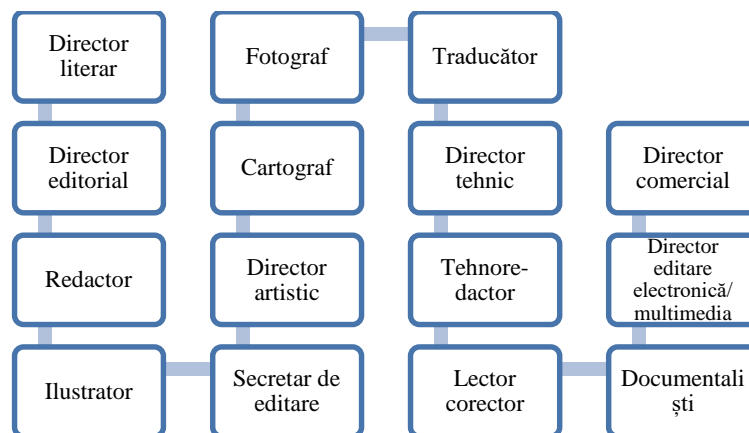 Director
literar
Director
editorial
Redactor
Ilustrator
Secretar de
editare
Director
artistic
Cartograf
Fotograf
Traducător
Director
tehnic
Tehnore-
dactor
Lector
corector
Documentali
ști
Director
editare
electronică/
multimedia
Director
comercial